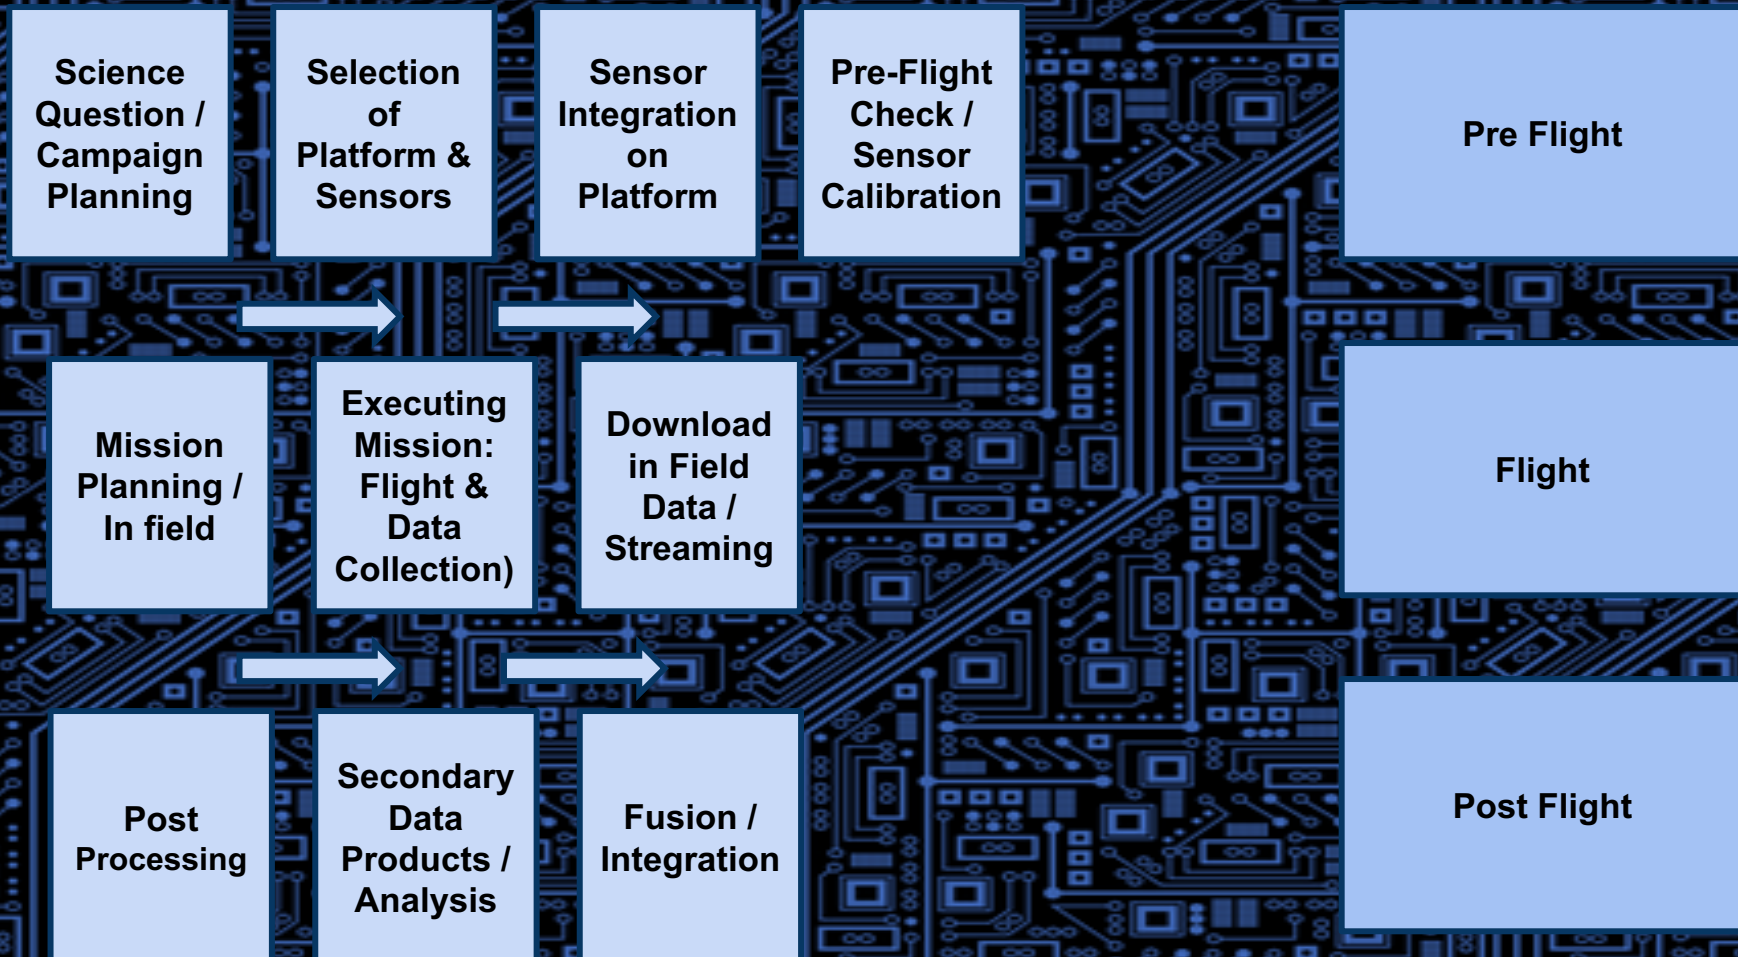 Science
Question /
Campaign
Planning
Selection
of
Platform &
Sensors
Sensor
Integration
on
Platform
Pre-Flight
Check /
Sensor
Calibration
Pre Flight
Mission
Planning /
In field
Executing
Mission:
Flight &
Data
Collection)
Download
in Field
Data /
Streaming
Flight
Post
Processing
Secondary
Data
Products /
Analysis
Fusion /
Integration
Post Flight